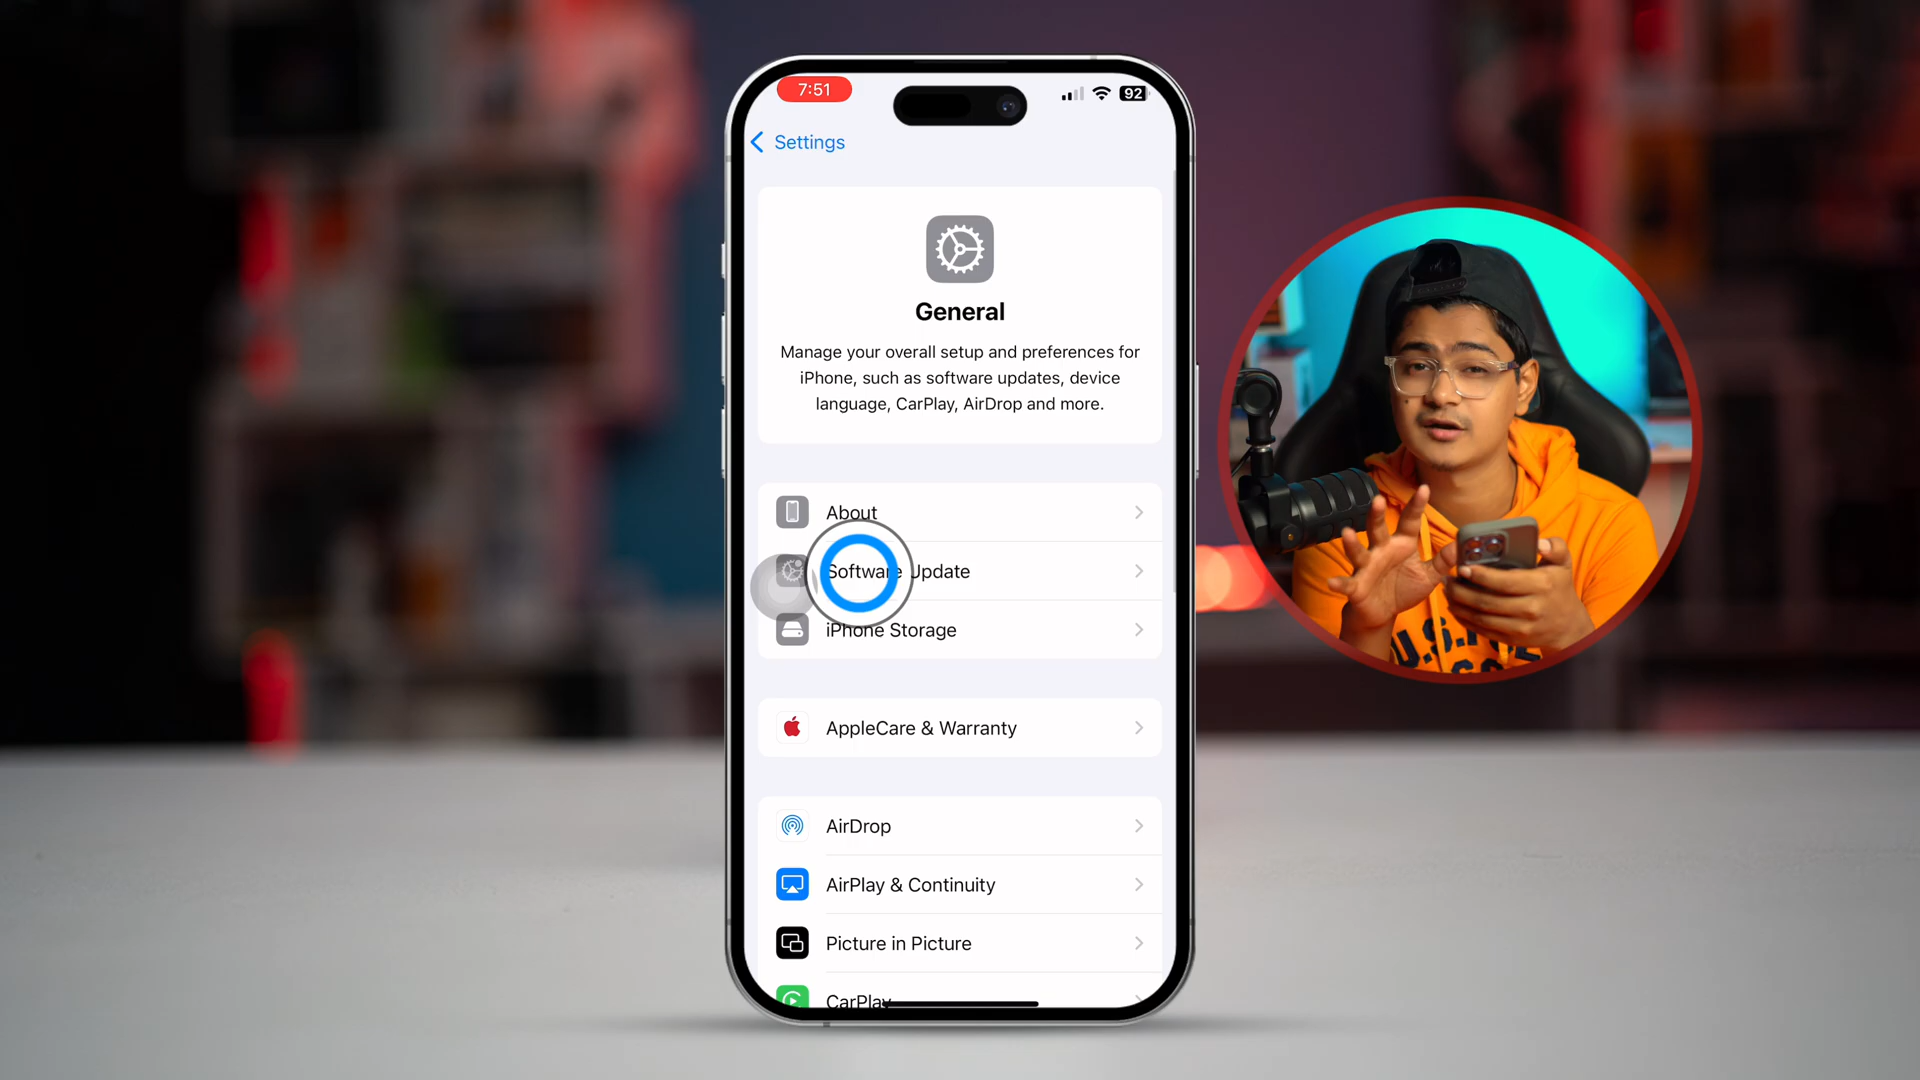 7:51
92
Settings
General
Manage your overall setup and preferences for
iPhone, such as software updates, device
language, CarPlay, AirDrop and more.
About
Software Update
iPhone Storage
AppleCare & Warranty
AirDrop
AirPlay & Continuity
Picture in Picture
CarPlay